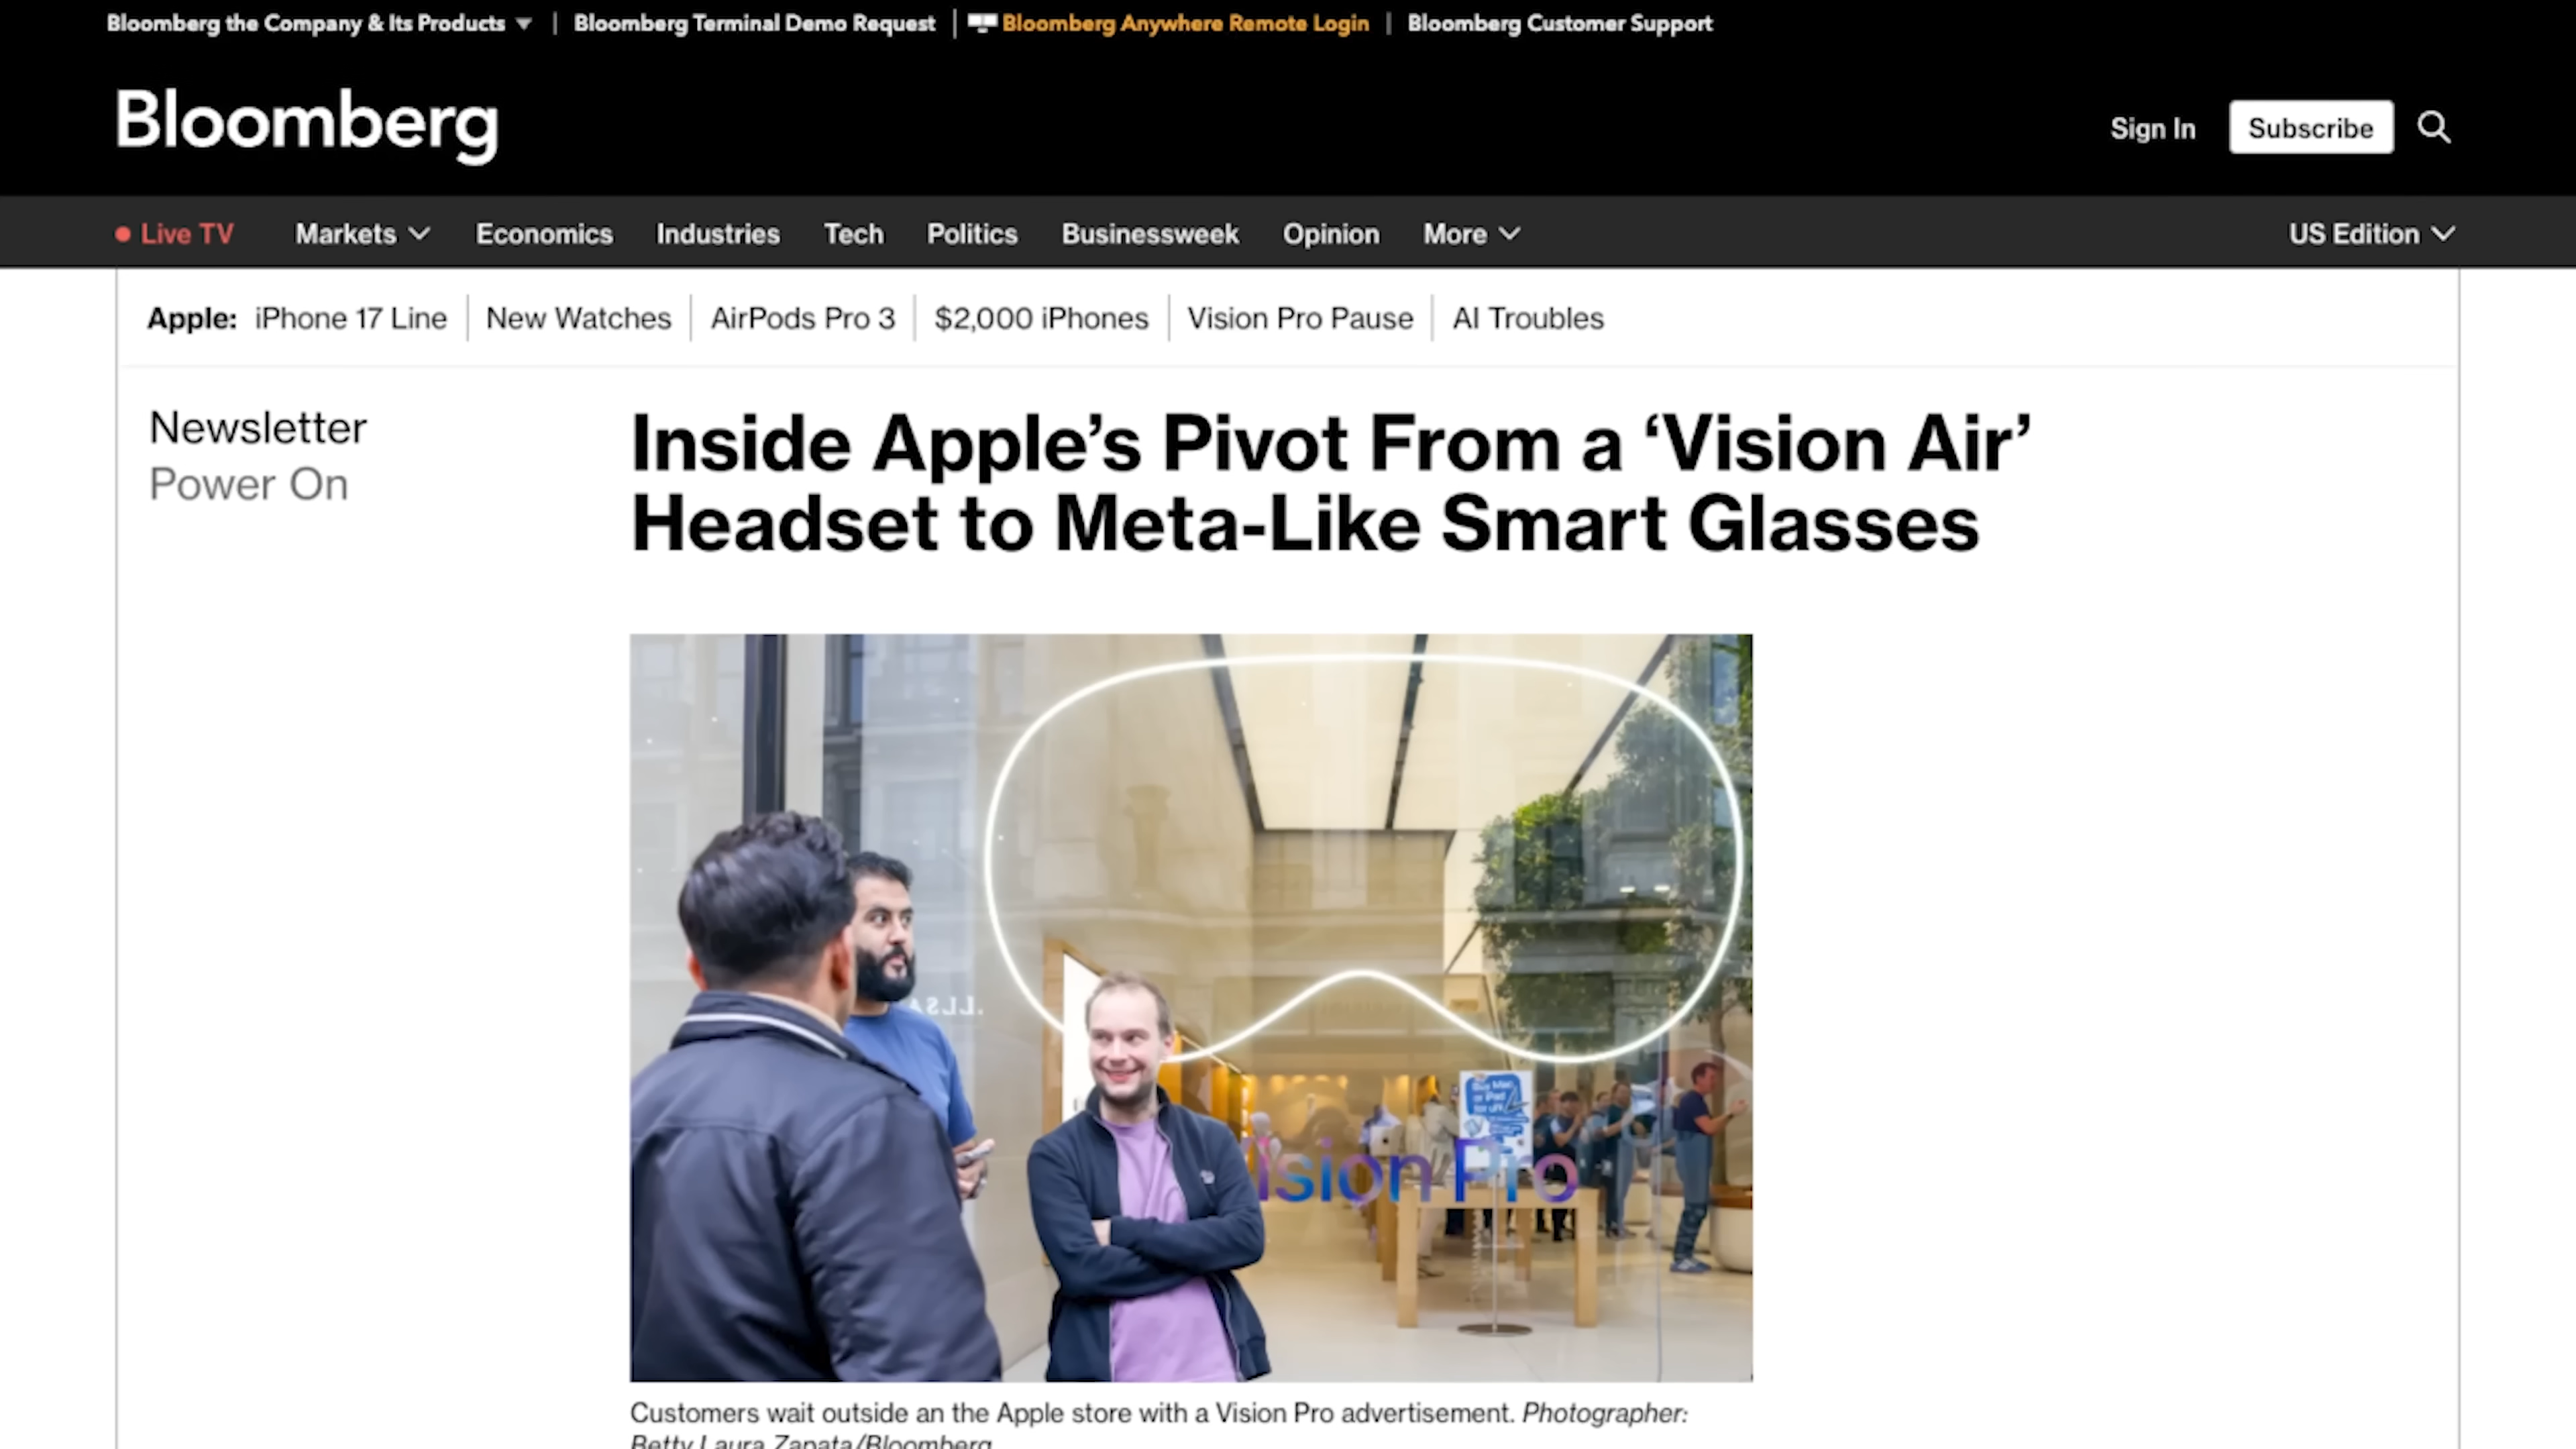 Bloomberg the Company & Its Products
Bloomberg Terminal Demo Request
Bloomberg Anywhere Remote Login
Bloomberg Customer Support
Bloomberg
Sign In
Subscribe
Live TV
Markets
Economics
Industries
Tech
Politics
Businessweek
Opinion
More
US Edition
Apple: iPhone 17 Line
New Watches
AirPods Pro 3
$2,000 iPhones
Vision Pro Pause
AI Troubles
Newsletter
Power On
Inside Apple’s Pivot From a ‘Vision Air’
Headset to Meta-Like Smart Glasses
Pro
Customers wait outside an the Apple store with a Vision Pro advertisement. Photographer:
Betty Laura Zapata/Bloomberg